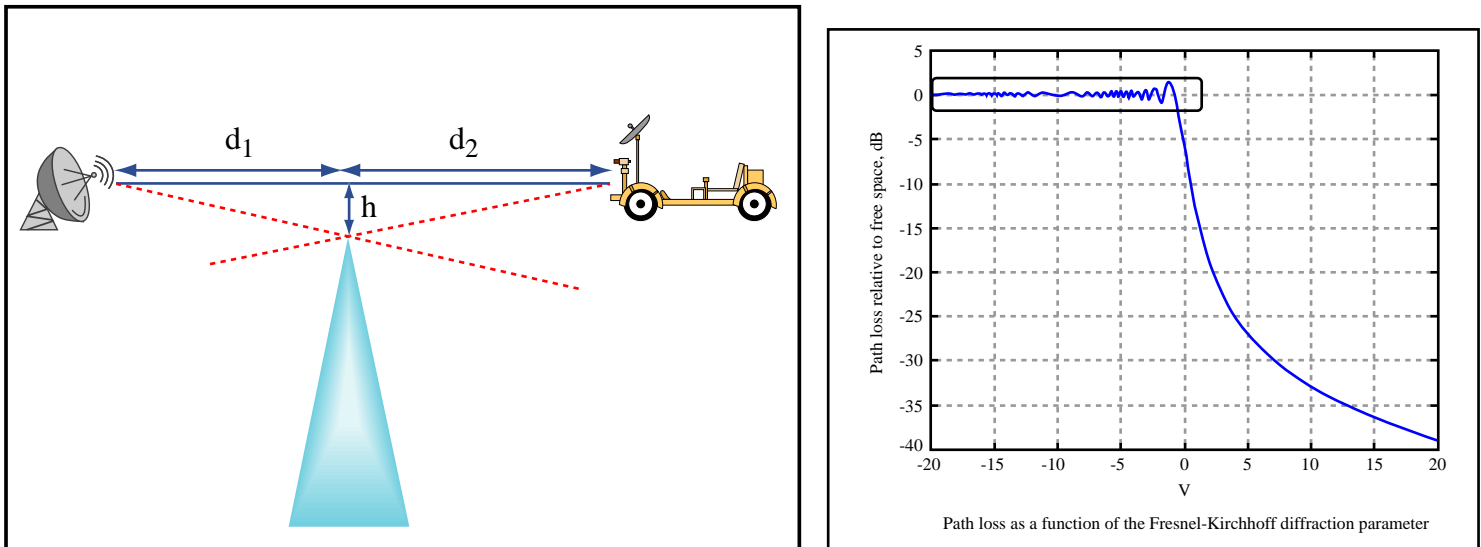 d1 d2
h
5
0
-5
-10
-15
-20
-25
-30
-35
-40
Path loss relative to free space, dB
-20 -15 -10 -5 0 5 10 15 20
V
Path loss as a function of the Fresnel-Kirchhoff diffraction parameter